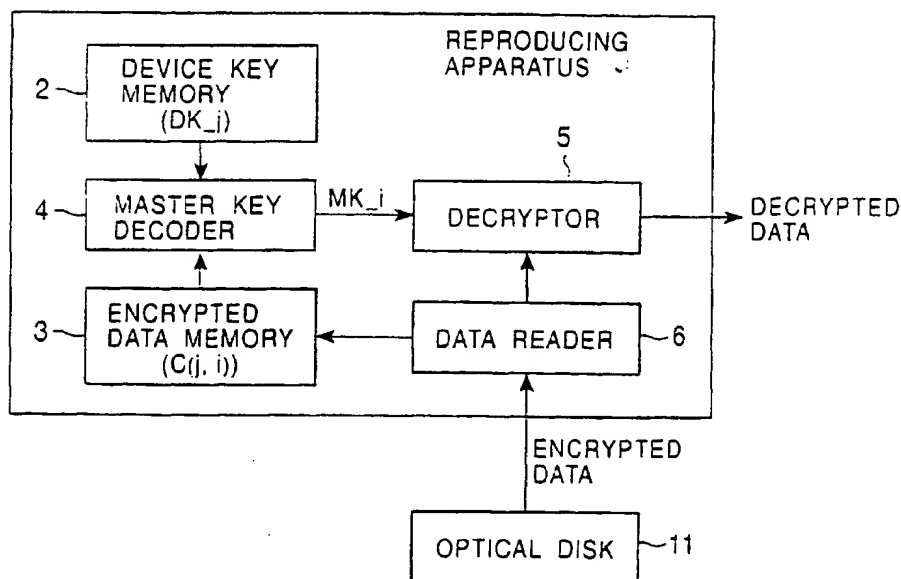 REPRODUCING
APPARATUS
2
DEVICE KEY
MEMORY
(DK_j)
5
4
MASTER KEY
DECODER
MK_i
DECRYPTOR
DECRYPTED
DATA
3
ENCRYPTED
DATA MEMORY
(C(j, i))
DATA READER
6
ENCRYPTED
DATA
OPTICAL DISK
11